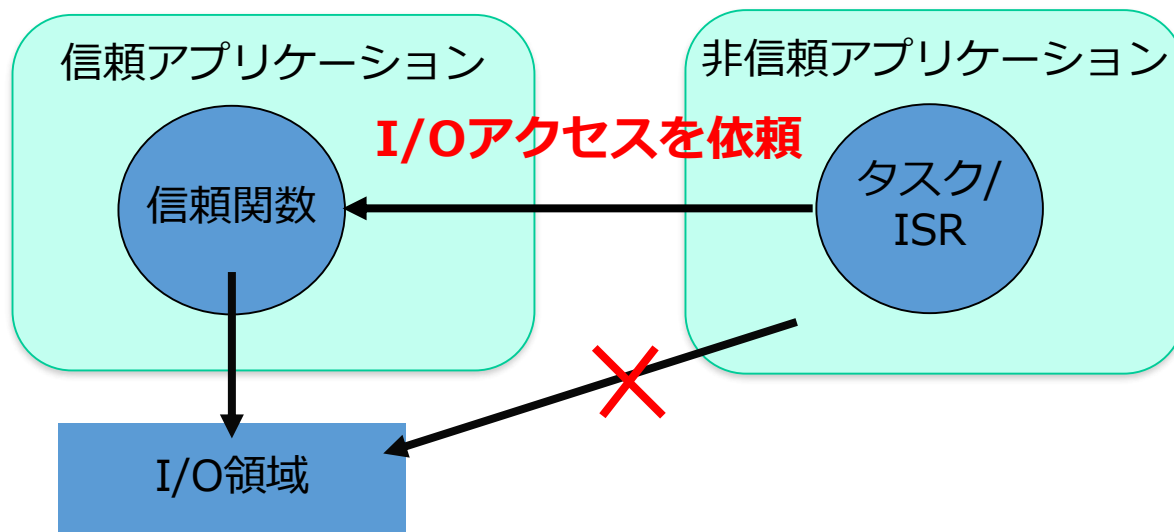 信頼アプリケーション
非信頼アプリケーション
I/Oアクセスを依頼
信頼関数
タスク/
ISR
I/O領域